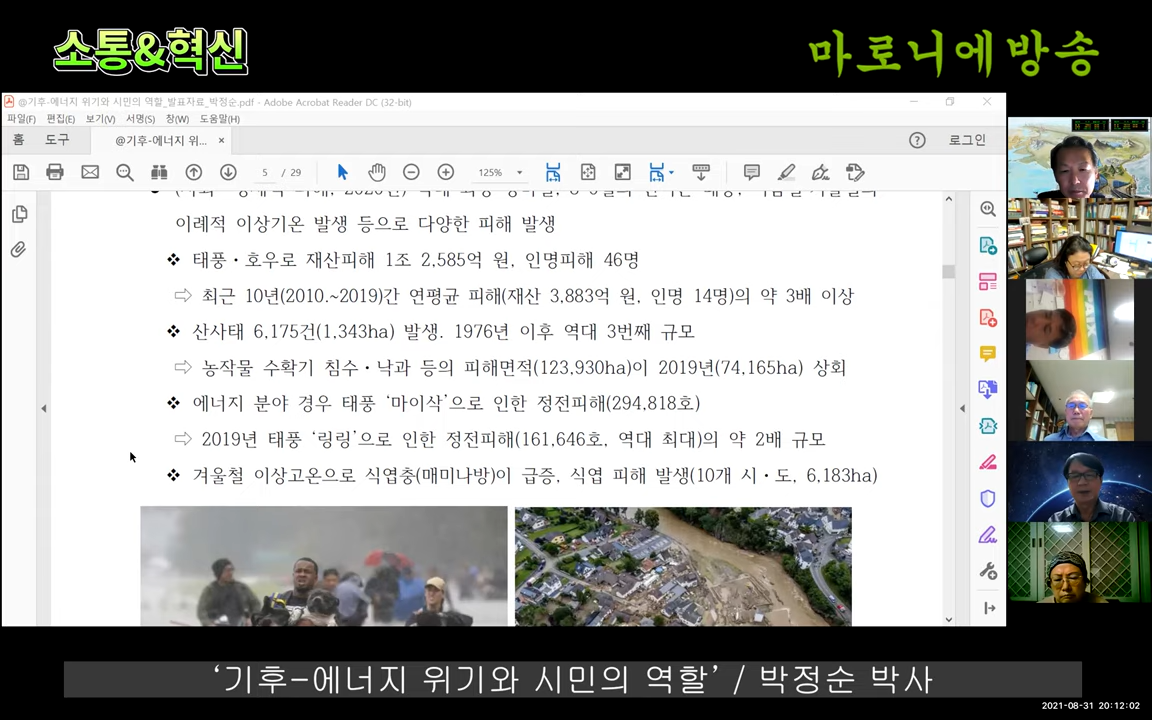 소통&혁신
마로니에방송
@기후-에너지 위기와 시민의 역할_발표자료_박정순.pdf - Adobe Acrobat Reader DC (32-bit)
파일(F) 편집(E) 보기(V) 서명(S) 창(W) 도움말(H)
홈 도구 @기후-에너지 위... × 로그인
5 / 29 125%
이례적 이상기온 발생 등으로 다양한 피해 발생
❖ 태풍·호우로 재산피해 1조 2,585억 원, 인명피해 46명
⇨ 최근 10년(2010.~2019)간 연평균 피해(재산 3,883억 원, 인명 14명)의 약 3배 이상
❖ 산사태 6,175건(1,343ha) 발생. 1976년 이후 역대 3번째 규모
⇨ 농작물 수확기 침수·낙과 등의 피해면적(123,930ha)이 2019년(74,165ha) 상회
❖ 에너지 분야 경우 태풍 ‘마이삭’으로 인한 정전피해(294,818호)
⇨ 2019년 태풍 ‘링링’으로 인한 정전피해(161,646호, 역대 최대)의 약 2배 규모
❖ 겨울철 이상고온으로 식엽충(매미나방)이 급증, 식엽 피해 발생(10개 시·도, 6,183ha)
‘기후-에너지 위기와 시민의 역할’ / 박정순 박사
2021-08-31 20:12:02